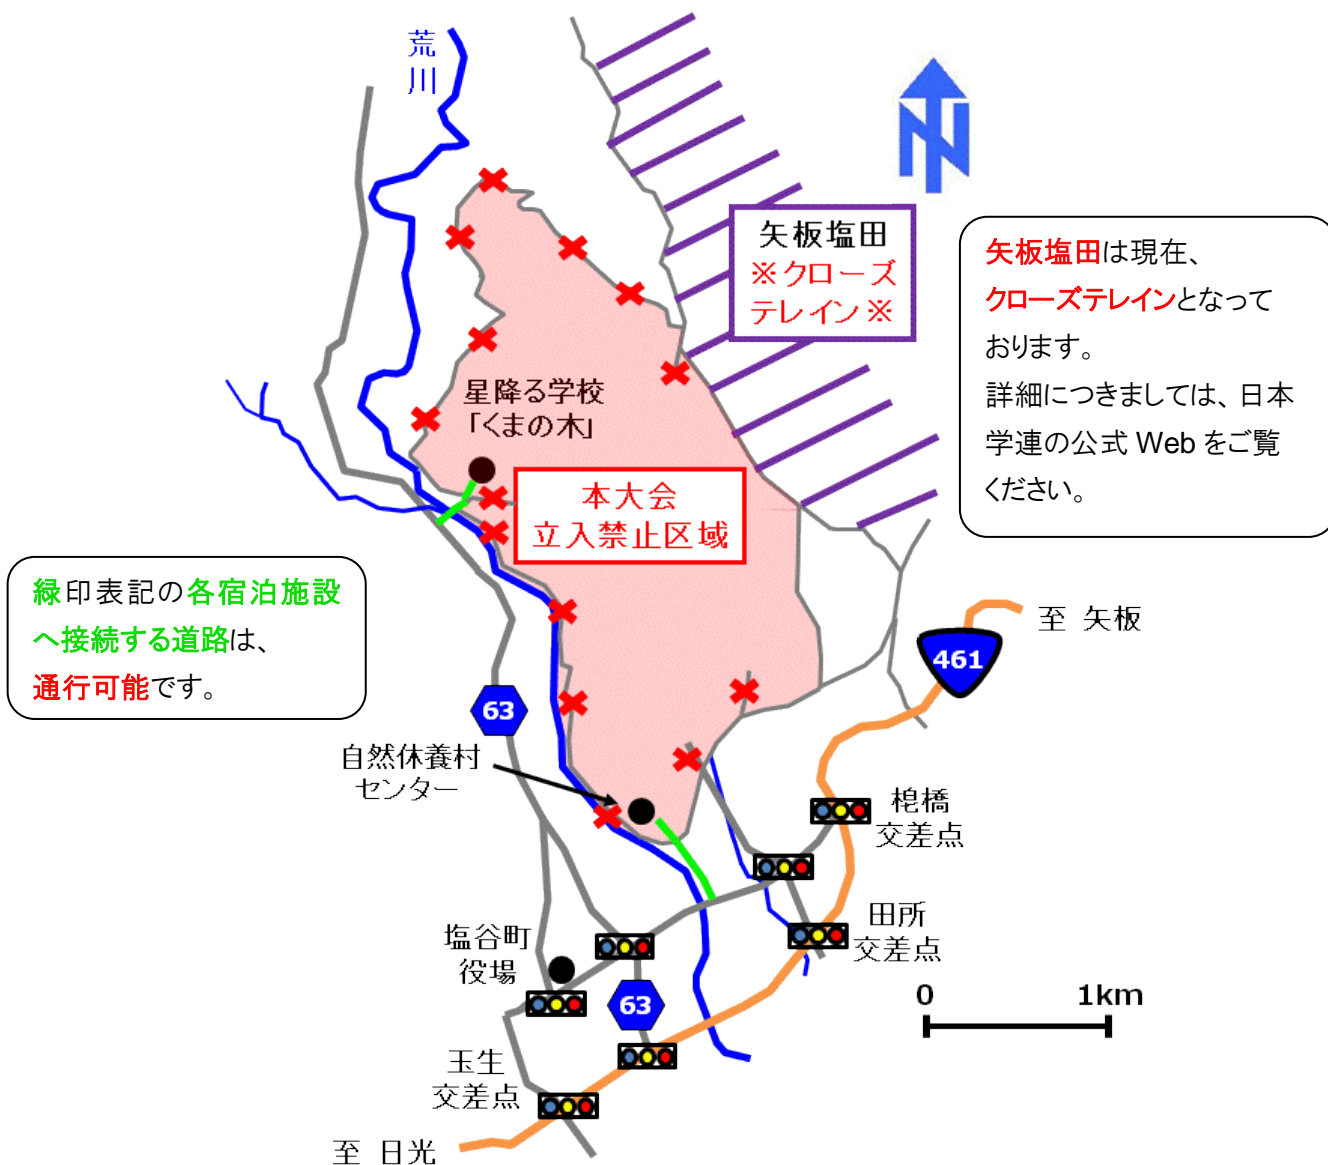 荒川
N
矢板塩田
※クローズ
テレイン※
矢板塩田は現在、
クローズテレインとなって
おります。
詳細につきましては、日本
学連の公式 Web をご覧
ください。
星降る学校
「くまの木」
本大会
立入禁止区域
緑印表記の各宿泊施設
へ接続する道路は、
通行可能です。
至 矢板
461
63
自然休養村
センター
梍橋
交差点
田所
交差点
塩谷町
役場
63
0 1km
玉生
交差点
至 日光